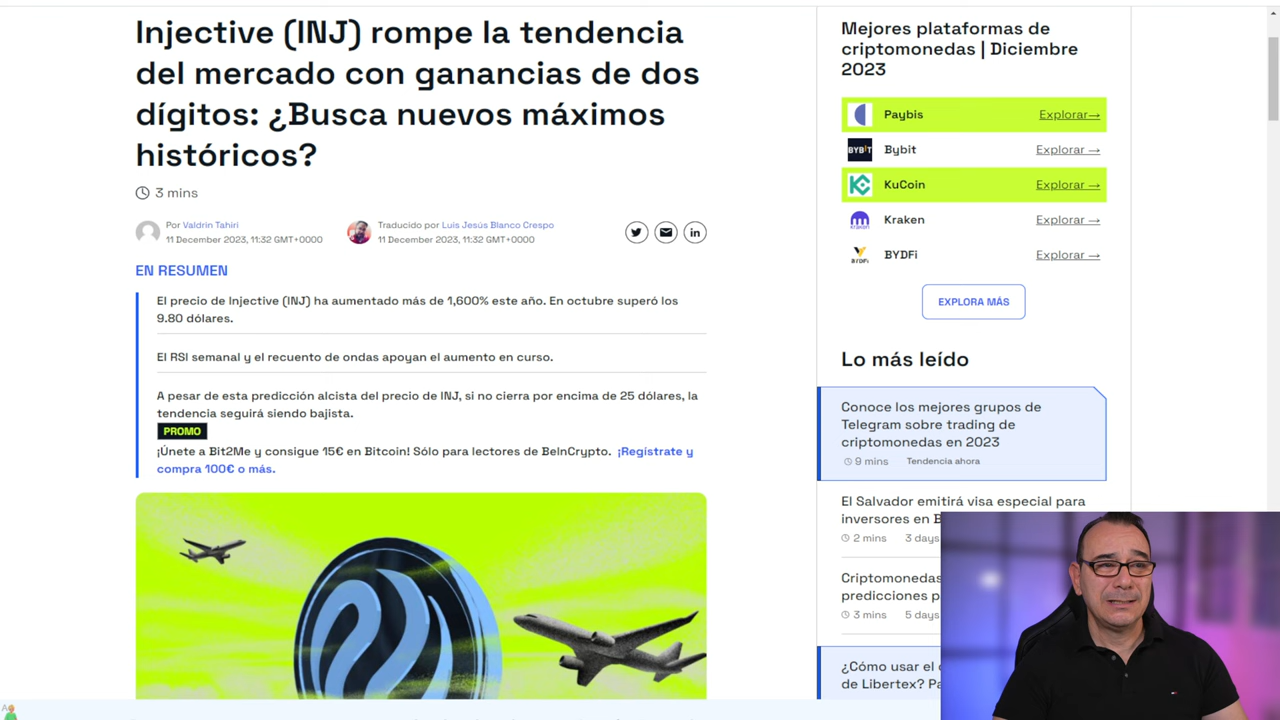 Injective (INJ) rompe la tendencia
del mercado con ganancias de dos
dígitos: ¿Busca nuevos máximos
históricos?
3 mins
Por Valdrin Tahiri
11 December 2023, 11:32 GMT+0000
Traducido por Luis Jesús Blanco Crespo
11 December 2023, 11:32 GMT+0000
EN RESUMEN
El precio de Injective (INJ) ha aumentado más de 1,600% este año. En octubre superó los
9.80 dólares.
El RSI semanal y el recuento de ondas apoyan el aumento en curso.
A pesar de esta predicción alcista del precio de INJ, si no cierra por encima de 25 dólares, la
tendencia seguirá siendo bajista.
PROMO
¡Únete a Bit2Me y consigue 15€ en Bitcoin! Sólo para lectores de BeInCrypto. ¡Regístrate y
compra 100€ o más.
Mejores plataformas de
criptomonedas | Diciembre
2023
Paybis Explorar→
BYBIT Bybit Explorar →
KuCoin Explorar →
kraken Kraken Explorar →
BYDFi BYDFi Explorar →
EXPLORA MÁS
Lo más leído
Conoce los mejores grupos de
Telegram sobre trading de
criptomonedas en 2023
9 mins Tendencia ahora
El Salvador emitirá visa especial para
inversores en
2 mins 3 days
Criptomonedas
predicciones
3 mins 5 days
¿Cómo usar el
de Libertex?